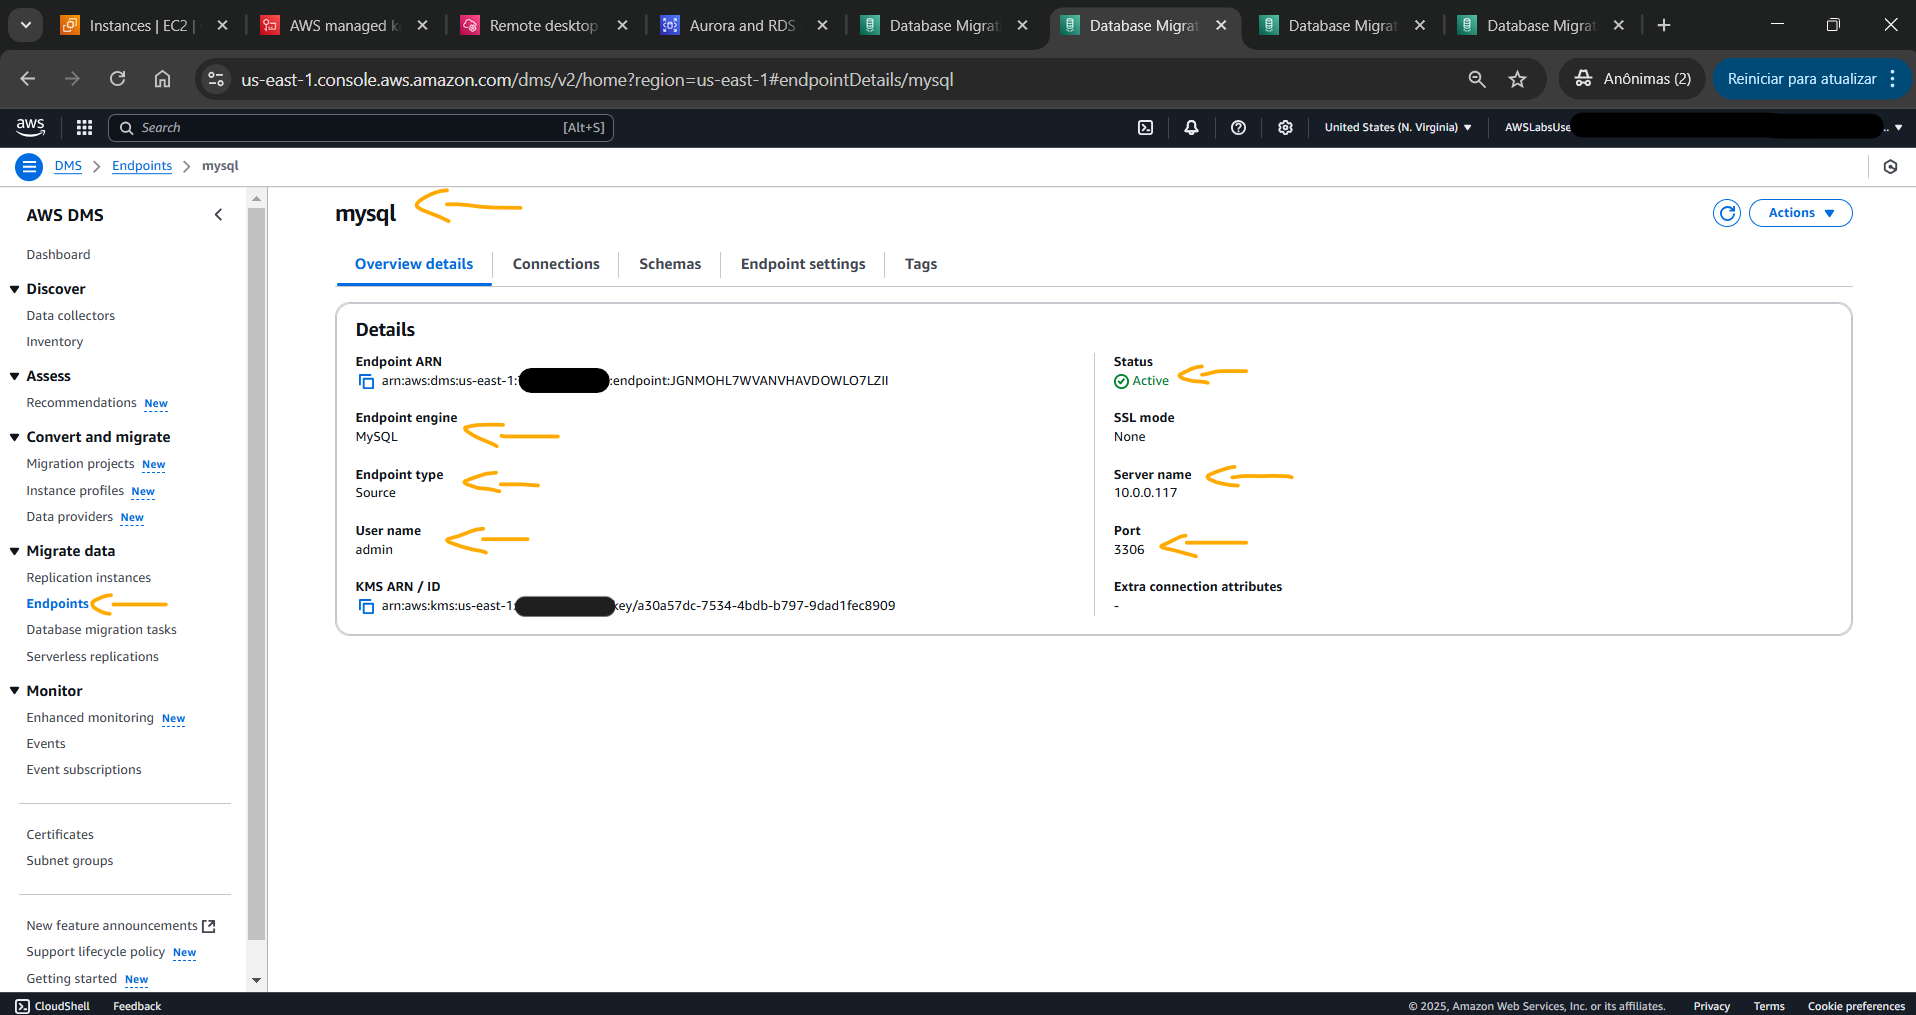 Instances | EC2 |
AWS managed k
Remote desktop
Aurora and RDS
Database Migrat
Database Migrat
Database Migrat
Database Migrat
us-east-1.console.aws.amazon.com/dms/v2/home?region=us-east-1#endpointDetails/mysql
Anônimas (2)
Reiniciar para atualizar
aws
Search
[Alt+S]
United States (N. Virginia)
AWSLabsUse
..
DMS
Endpoints
mysql
AWS DMS
Dashboard
Discover
Data collectors
Inventory
Assess
Recommendations New
Convert and migrate
Migration projects New
Instance profiles New
Data providers New
Migrate data
Replication instances
Endpoints
Database migration tasks
Serverless replications
Monitor
Enhanced monitoring New
Events
Event subscriptions
Certificates
Subnet groups
New feature announcements
Support lifecycle policy New
Getting started New
mysql
Actions
Overview details
Connections
Schemas
Endpoint settings
Tags
Details
Endpoint ARN
arn:aws:dms:us-east-1: :endpoint:JGNMOHL7WVANVHAVDOWLO7LZII
Endpoint engine
MySQL
Endpoint type
Source
User name
admin
KMS ARN / ID
arn:aws:kms:us-east-1: key/a30a57dc-7534-4bdb-b797-9dad1fec8909
Status
Active
SSL mode
None
Server name
10.0.0.117
Port
3306
Extra connection attributes
-
CloudShell
Feedback
© 2025, Amazon Web Services, Inc. or its affiliates.
Privacy
Terms
Cookie preferences